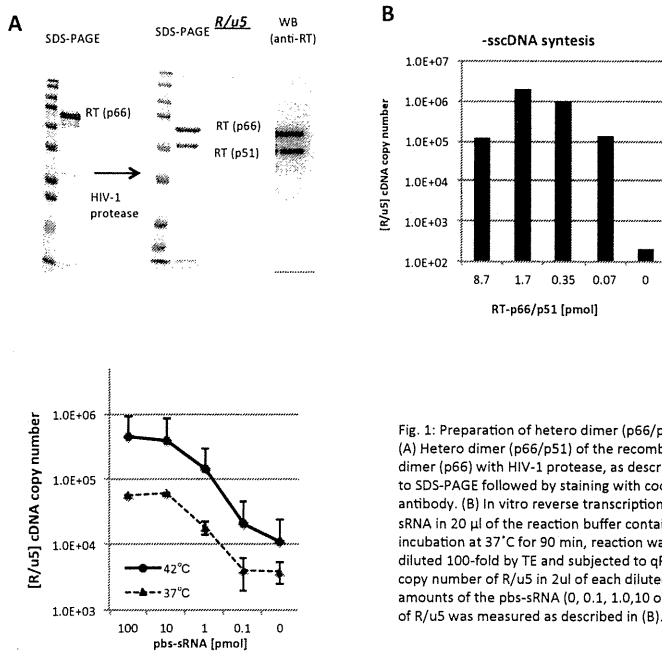 A
SDS-PAGE
SDS-PAGE
R/u5
WB
(anti-RT)
RT (p66)
RT (p66)
RT (p51)
HIV-1
protease
B
-sscDNA syntesis
[R/u5] cDNA copy number
1.0E+07
1.0E+06
1.0E+05
1.0E+04
1.0E+03
1.0E+02
8.7 1.7 0.35 0.07 0
RT-p66/p51 [pmol]
[R/u5] cDNA copy number
1.0E+06
1.0E+05
1.0E+04
1.0E+03
42°C
37°C
100 10 1 0.1 0
pbs-sRNA [pmol]
Fig. 1: Preparation of hetero dimer (p66/p
(A) Hetero dimer (p66/p51) of the recomb
dimer (p66) with HIV-1 protease, as descr
to SDS-PAGE followed by staining with coo
antibody. (B) In vitro reverse transcription
sRNA in 20 μl of the reaction buffer contai
incubation at 37˚C for 90 min, reaction wa
diluted 100-fold by TE and subjected to qF
copy number of R/u5 in 2ul of each dilute
amounts of the pbs-sRNA (0, 0.1, 1.0,10 o
of R/u5 was measured as described in (B).